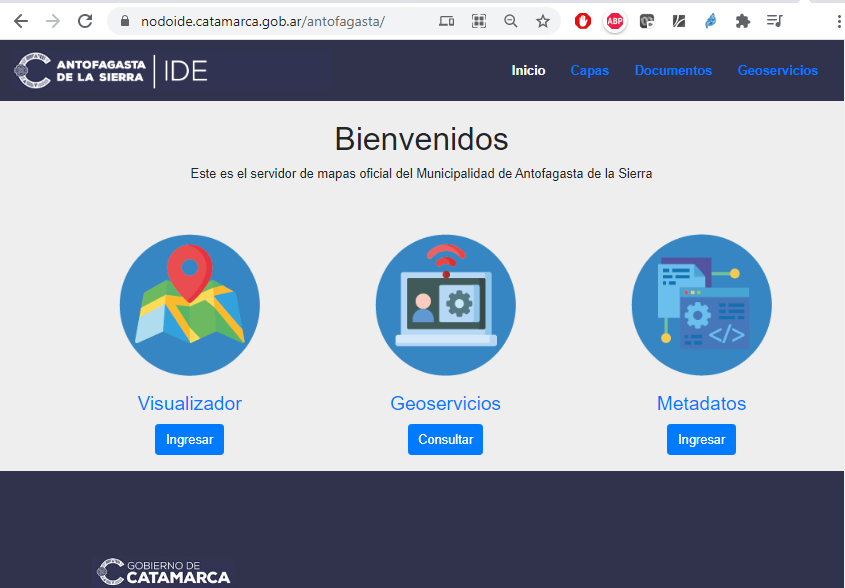 nodoide.catamarca.gob.ar/antofagasta/
ABP
ANTOFAGASTA
DE LA SIERRA
IDE
Inicio Capas Documentos Geoservicios
Bienvenidos
Este es el servidor de mapas oficial del Municipalidad de Antofagasta de la Sierra
</>
Visualizador Geoservicios Metadatos
Ingresar Consultar Ingresar
GOBIERNO DE
CATAMARCA